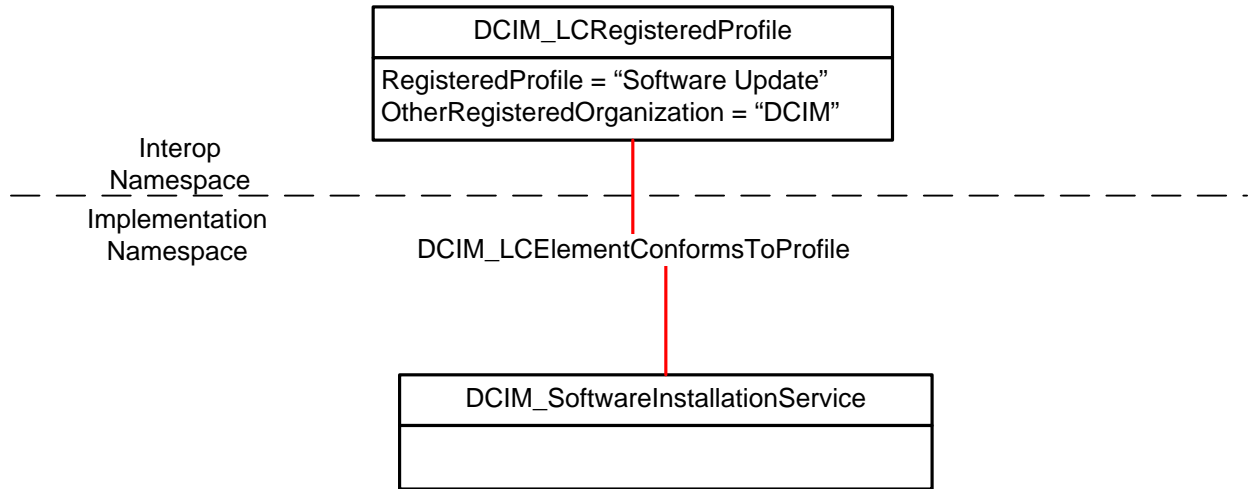 DCIM_LCRegisteredProfile
RegisteredProfile = “Software Update”
OtherRegisteredOrganization = “DCIM”
Interop
Namespace
Implementation
Namespace
DCIM_LCElementConformsToProfile
DCIM_SoftwareInstallationService